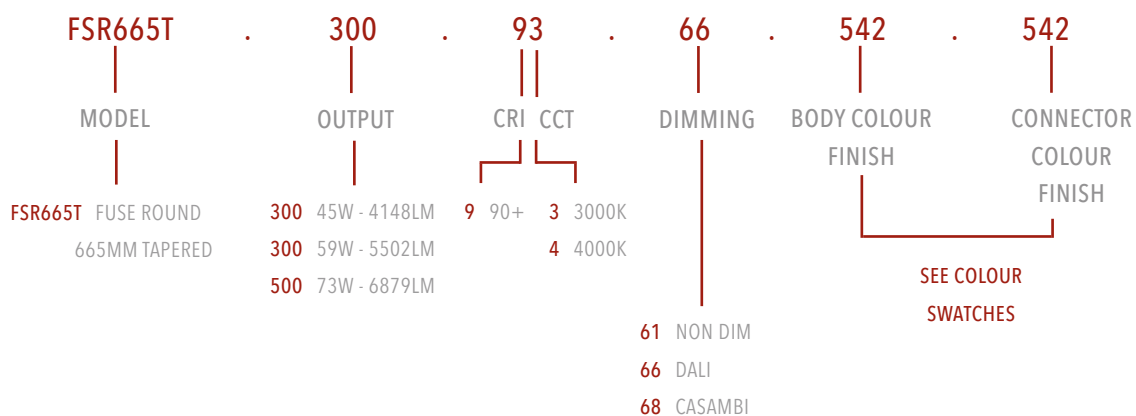 FSR665T . 300 . 93 . 66 . 542 . 542
MODEL
OUTPUT
CRI CCT
DIMMING
BODY COLOUR
FINISH
CONNECTOR
COLOUR
FINISH
FSR665T FUSE ROUND
665MM TAPERED
300 45W - 4148LM
300 59W - 5502LM
500 73W - 6879LM
9 90+
3 3000K
4 4000K
61 NON DIM
66 DALI
68 CASAMBI
SEE COLOUR
SWATCHES